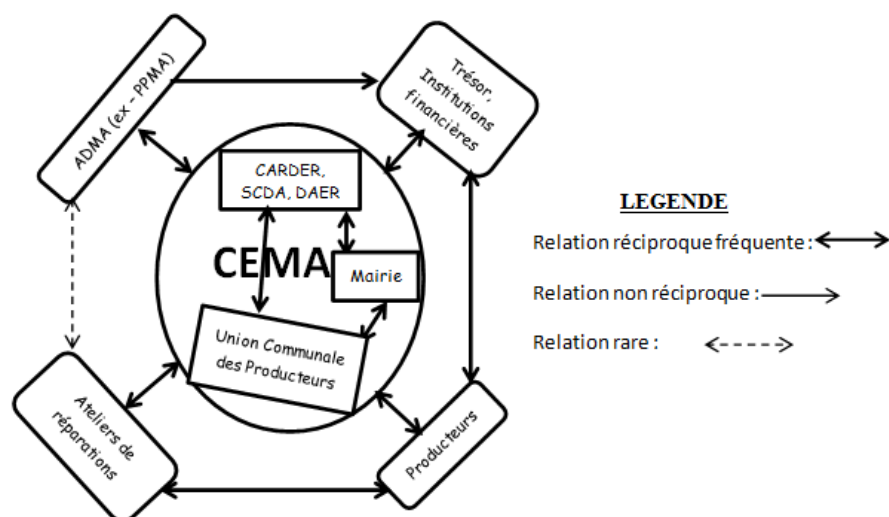 ADMA (ex - PPMA)
Trésor,
Institutions
financières
CARDER,
SCDA, DAER
CEMA
Mairie
Union Communale
des Producteurs
Ateliers de
réparations
Producteurs
LEGENDE
Relation réciproque fréquente :
Relation non réciproque :
Relation rare :